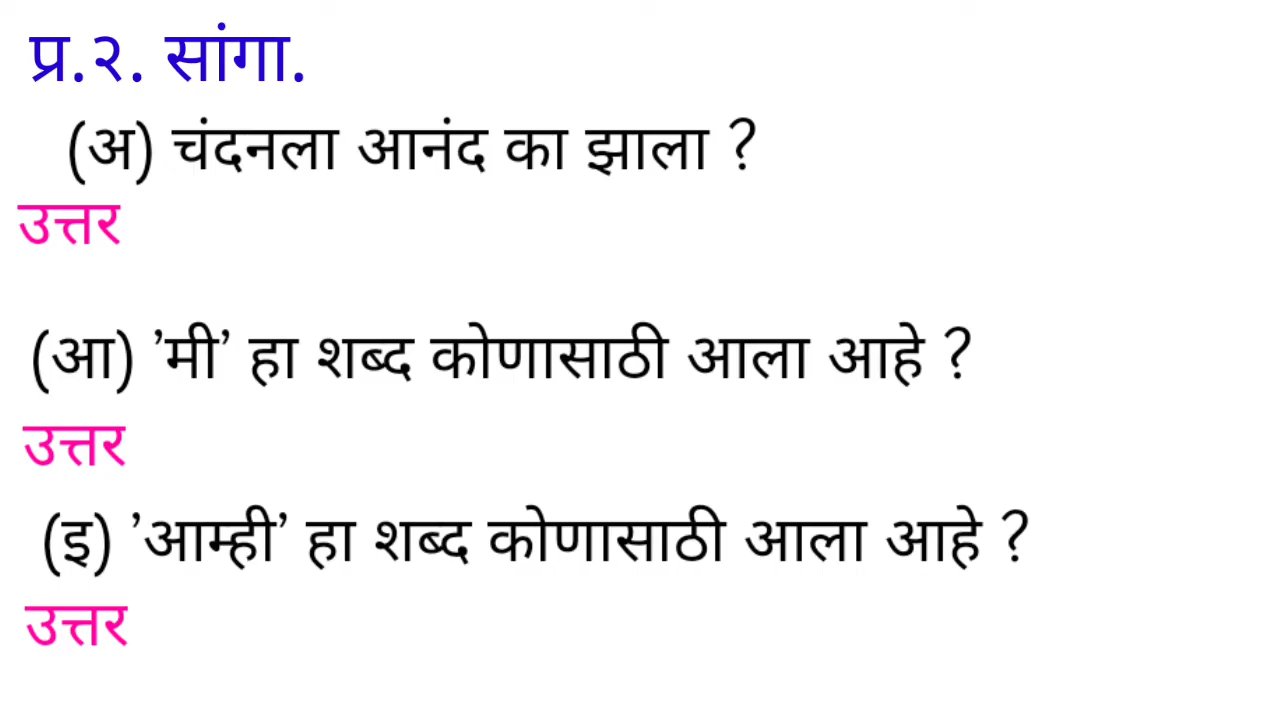 प्र.२. सांगा.
(अ) चंदनला आनंद का झाला ?
उत्तर
(आ) ’मी’ हा शब्द कोणासाठी आला आहे ?
उत्तर
(इ) ’आम्ही’ हा शब्द कोणासाठी आला आहे ?
उत्तर